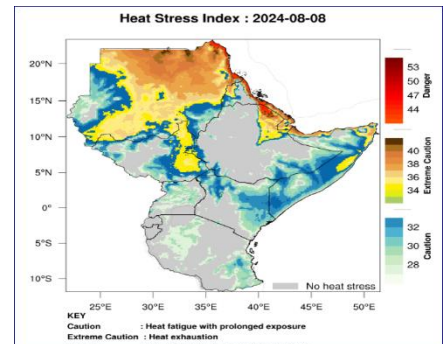 Heat Stress Index : 2024-08-08
20°N
15°N
10°N
5°N
0°
5°S
10°S
25°E 30°E 35°E 40°E 45°E 50°E
No heat stress
53
50
47
44
Danger
40
38
36
34
Extreme Caution
32
30
28
Caution
KEY
Caution : Heat fatigue with prolonged exposure
Extreme Caution : Heat exhaustion